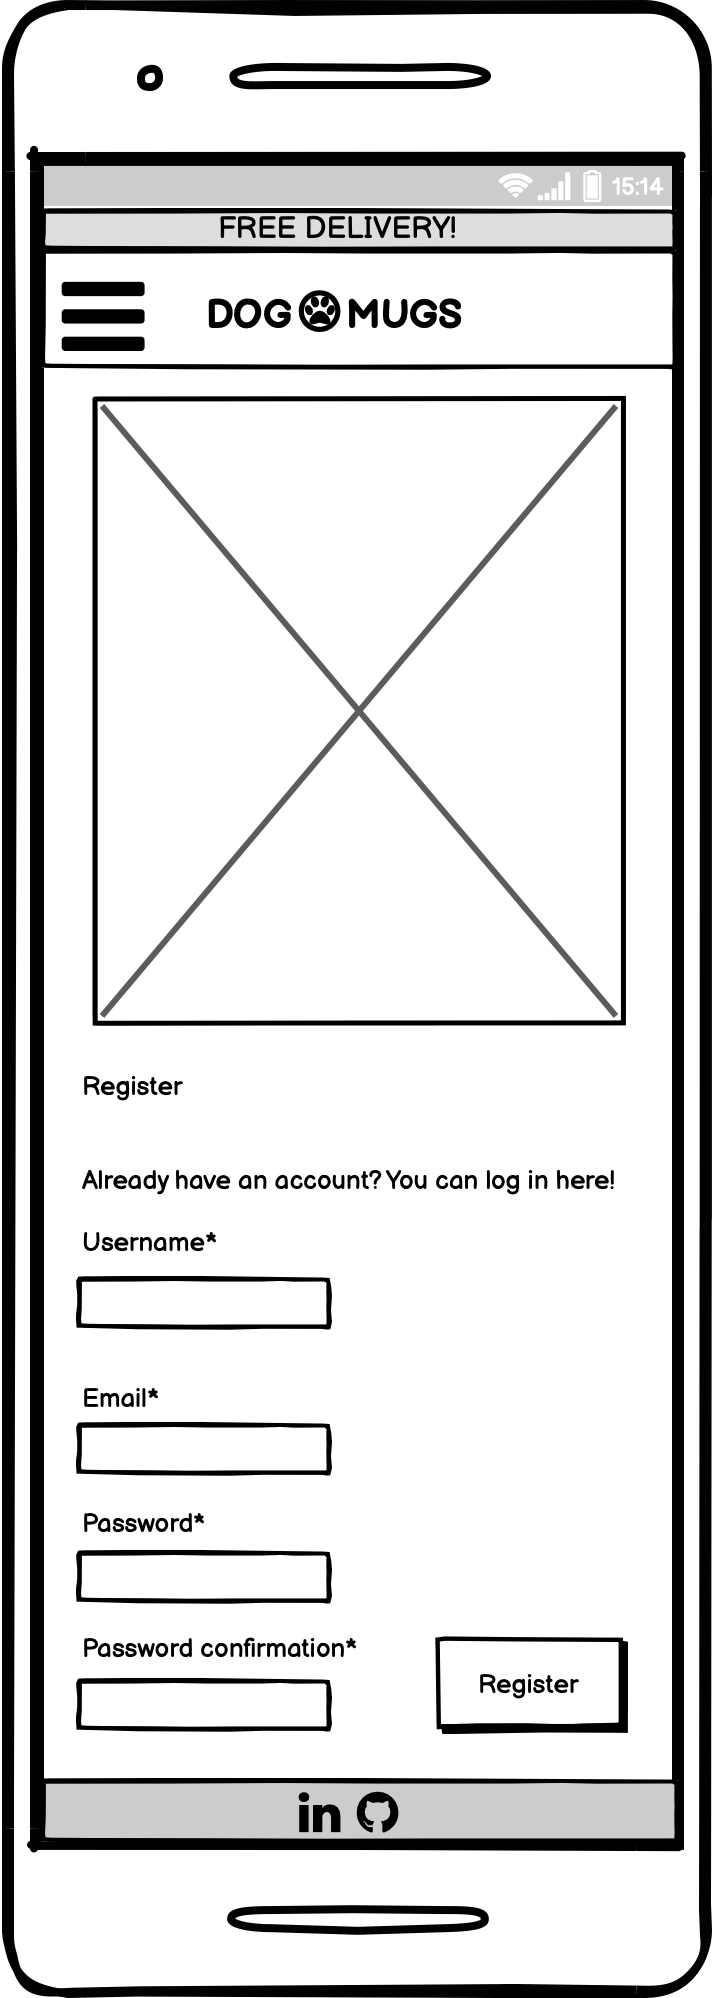 15:14
FREE DELIVERY!
DOG MUGS
Register
Already have an account? You can log in here!
Username*
Email*
Password*
Password confirmation*
Register
in